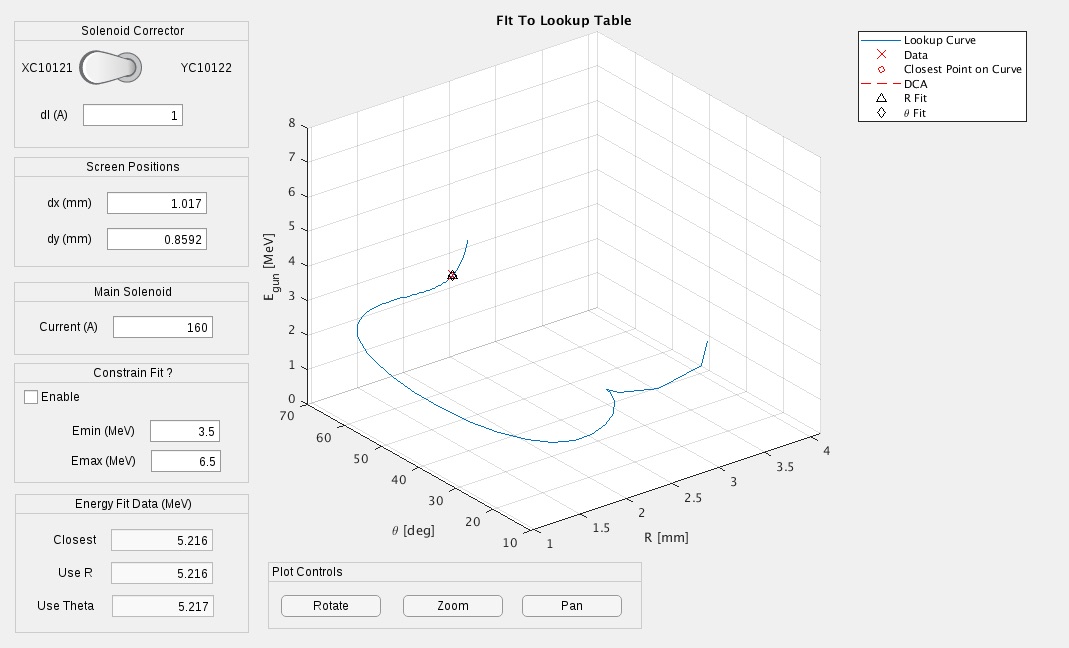 Solenoid Corrector
XC10121
YC10122
dI (A)
1
Screen Positions
dx (mm)
1.017
dy (mm)
0.8592
Main Solenoid
Current (A)
160
Constrain Fit ?
Enable
Emin (MeV)
3.5
Emax (MeV)
6.5
Energy Fit Data (MeV)
Closest
5.216
Use R
5.216
Use Theta
5.217
FIt To Lookup Table
E_gun [MeV]
8
7
6
5
4
3
2
1
0
70
60
50
40
30
20
10
θ [deg]
1
1.5
2
2.5
3
3.5
4
R [mm]
Lookup Curve
Data
Closest Point on Curve
DCA
R Fit
θ Fit
Plot Controls
Rotate
Zoom
Pan